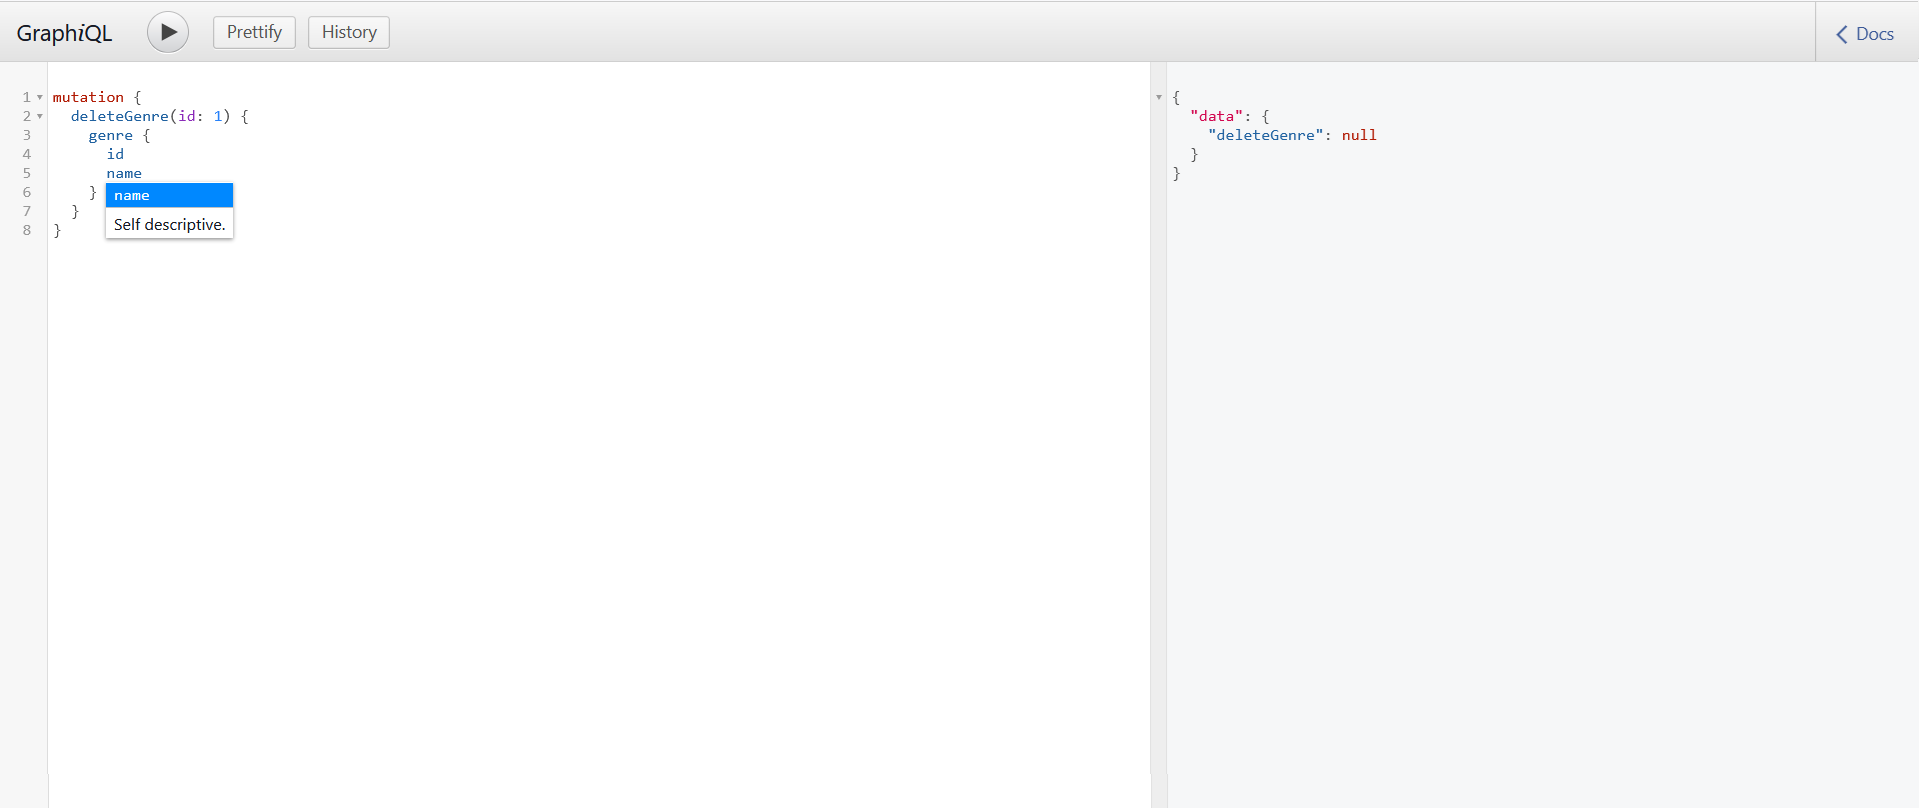 GraphiQL
Prettify
History
Docs
1 mutation {
2 deleteGenre(id: 1) {
3 genre {
4 id
5 name
6 }
7 }
8 }
name
Self descriptive.
{
"data": {
"deleteGenre": null
}
}